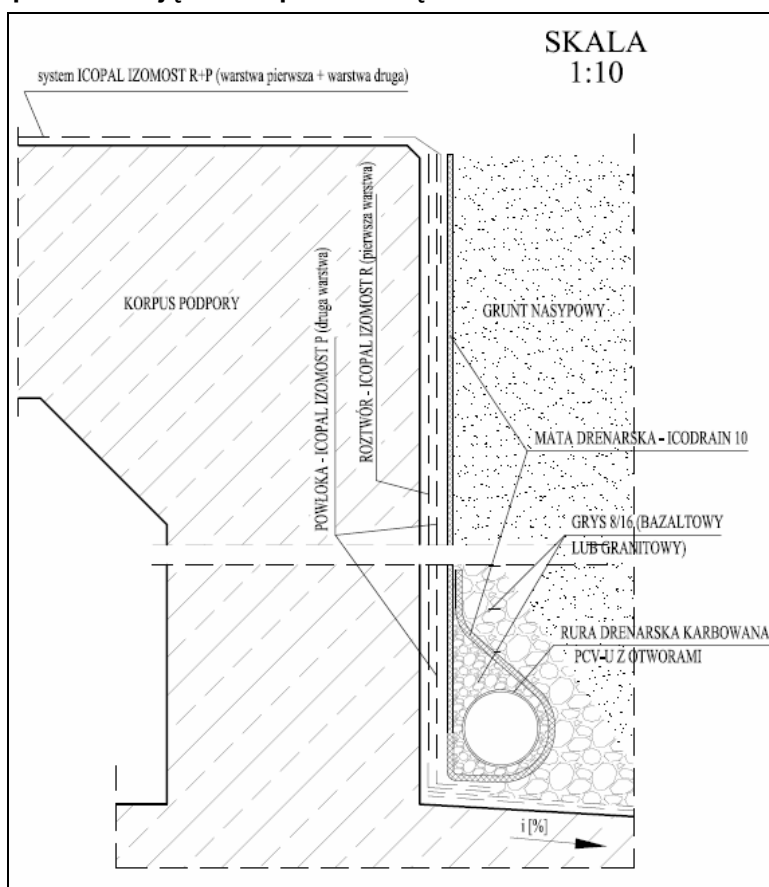 SKALA
1:10
system ICOPAL IZOMOST R+P (warstwa pierwsza + warstwa druga)
KORPUS PODPORY
POWŁOKA - ICOPAL IZOMOST P (druga warstwa)
ROZTWÓR - ICOPAL IZOMOST R (pierwsza warstwa)
GRUNT NASYPOWY
MATA DRENARSKA - ICODRAIN 10
GRYS 8/16 (BAZALTOWY
LUB GRANITOWY)
RURA DRENARSKA KARBOWANA
PCV-U Z OTWORAMI
i [%]